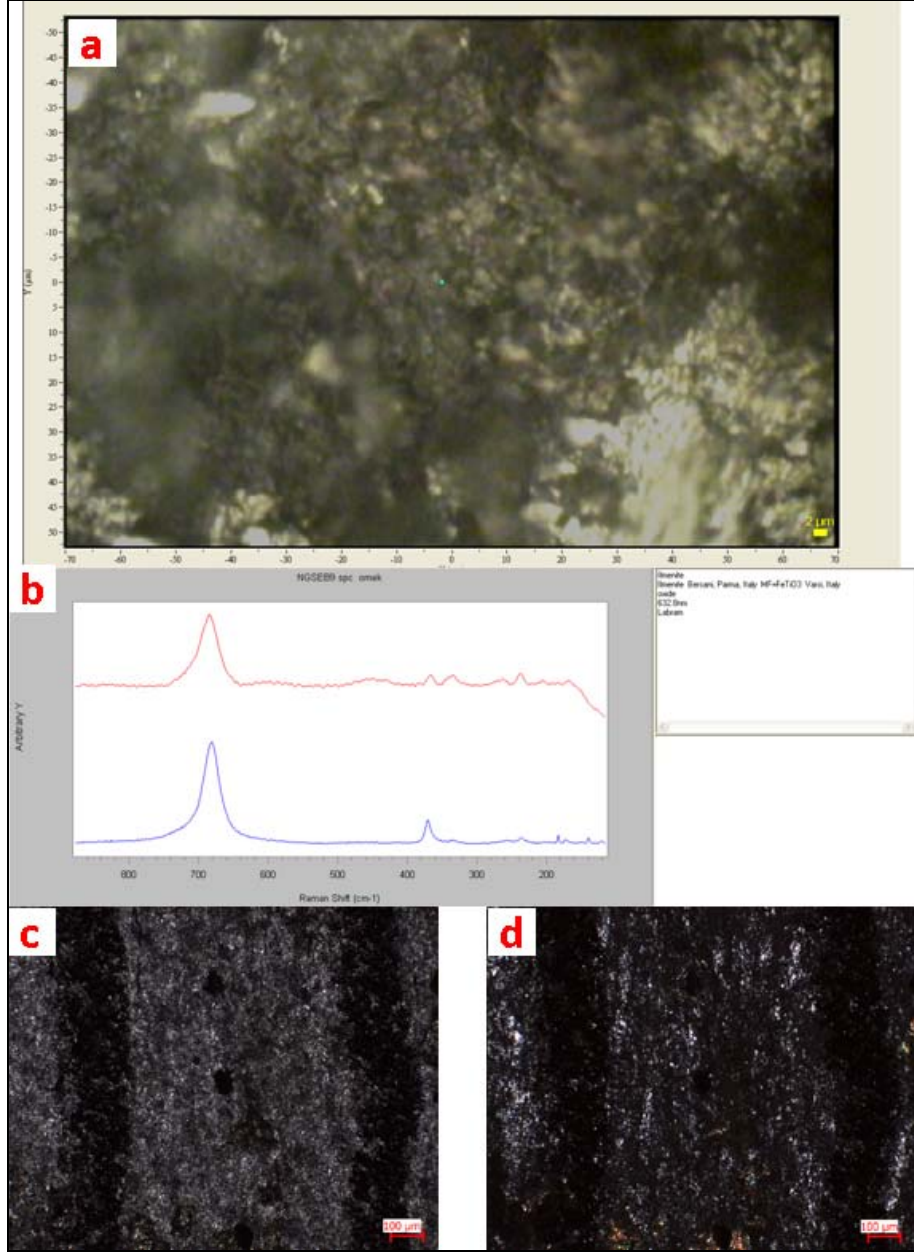 a
-50
-45
-40
-35
-30
-25
-20
-15
-10
-5
0
5
10
15
20
25
30
35
40
45
50
Y (µm)
2 µm
-70 -60 -50 -40 -30 -20 -10 0 10 20 30 40 50 60 70
b
NGSEB9 spc omek
Arbitrary Y
800 700 600 500 400 300 200
Raman Shift (cm-1)
Ilmenite
Ilmenite Bersani, Parma, Italy MF=FeTiO3 Varsi, Italy
oxide
632.8nm
Labram
c
100 µm
d
100 µm